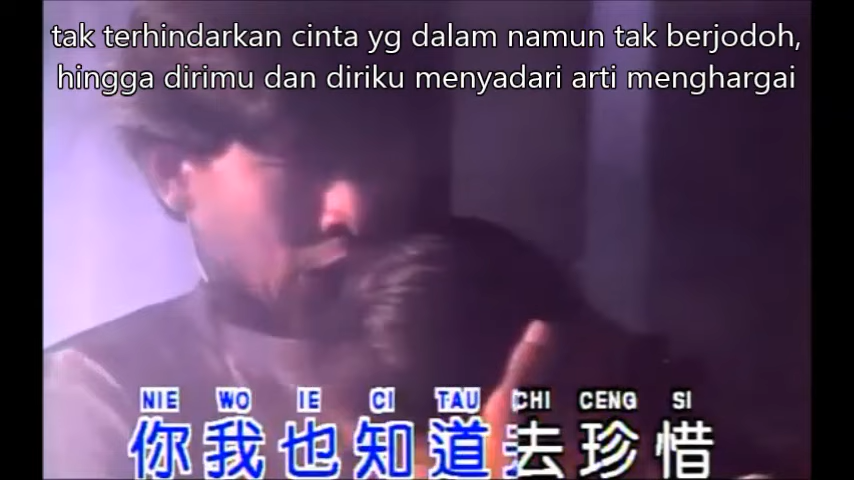 tak terhindarkan cinta yg dalam namun tak berjodoh,
hingga dirimu dan diriku menyadari arti menghargai
NIE WO IE CI TAU CHI CENG SI
你我也知道去珍惜